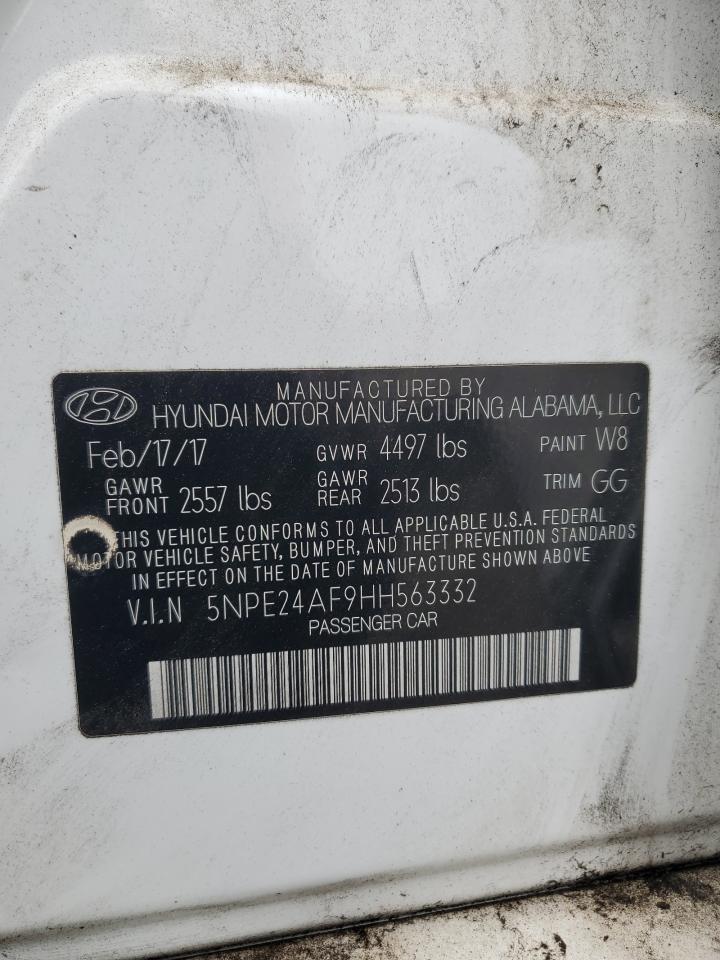 MANUFACTURED BY
HYUNDAI MOTOR MANUFACTURING ALABAMA, LLC
Feb/17/17 GVWR 4497 lbs PAINT W8
GAWR FRONT 2557 lbs GAWR REAR 2513 lbs TRIM GG
THIS VEHICLE CONFORMS TO ALL APPLICABLE U.S.A. FEDERAL
MOTOR VEHICLE SAFETY, BUMPER, AND THEFT PREVENTION STANDARDS
IN EFFECT ON THE DATE OF MANUFACTURE SHOWN ABOVE
V.I.N 5NPE24AF9HH563332
PASSENGER CAR